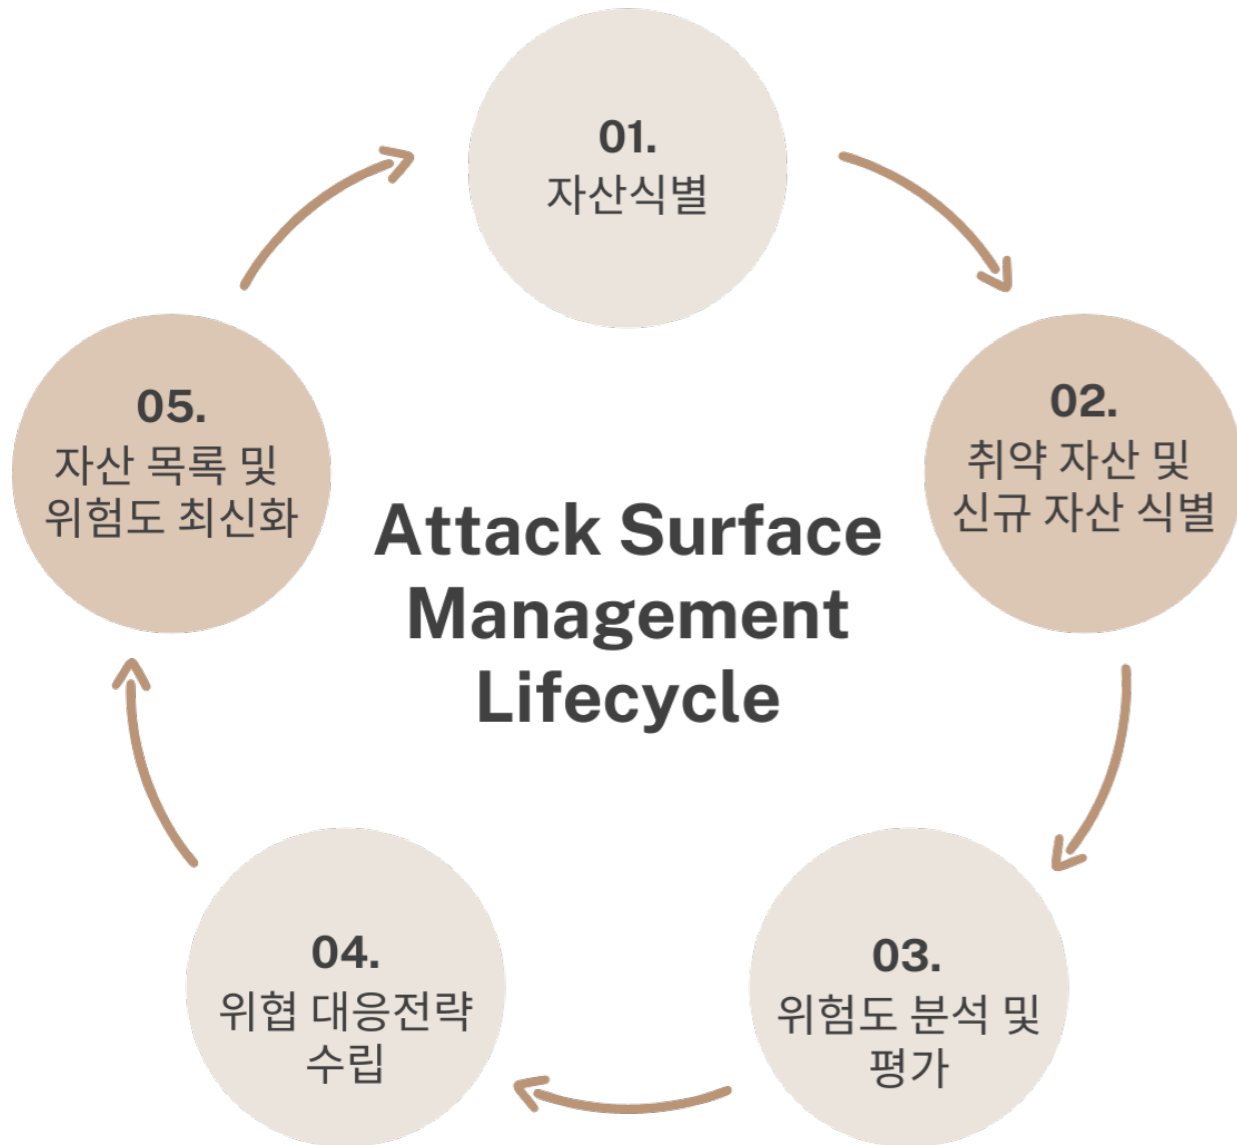 01.
자산식별
02.
취약 자산 및
신규 자산 식별
03.
위험도 분석 및
평가
04.
위협 대응전략
수립
05.
자산 목록 및
위험도 최신화
Attack Surface
Management
Lifecycle